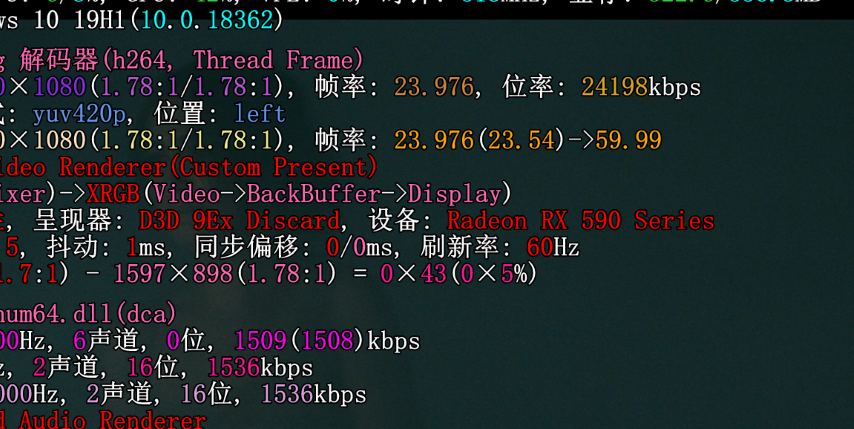 ws 10 19H1(10.0.18362)
g 解码器(h264, Thread Frame)
0×1080(1.78:1/1.78:1), 帧率: 23.976, 位率: 24198kbps
: yuv420p, 位置: left
0×1080(1.78:1/1.78:1), 帧率: 23.976(23.54)->59.99
ideo Renderer(Custom Present)
ixer)->XRGB(Video->BackBuffer->Display)
, 呈现器: D3D 9Ex Discard, 设备: Radeon RX 590 Series
5, 抖动: 1ms, 同步偏移: 0/0ms, 刷新率: 60Hz
1.7:1) - 1597×898(1.78:1) = 0×43(0×5%)
num64.dll(dca)
00Hz, 6声道, 0位, 1509(1508)kbps
z, 2声道, 16位, 1536kbps
000Hz, 2声道, 16位, 1536kbps
d Audio Renderer